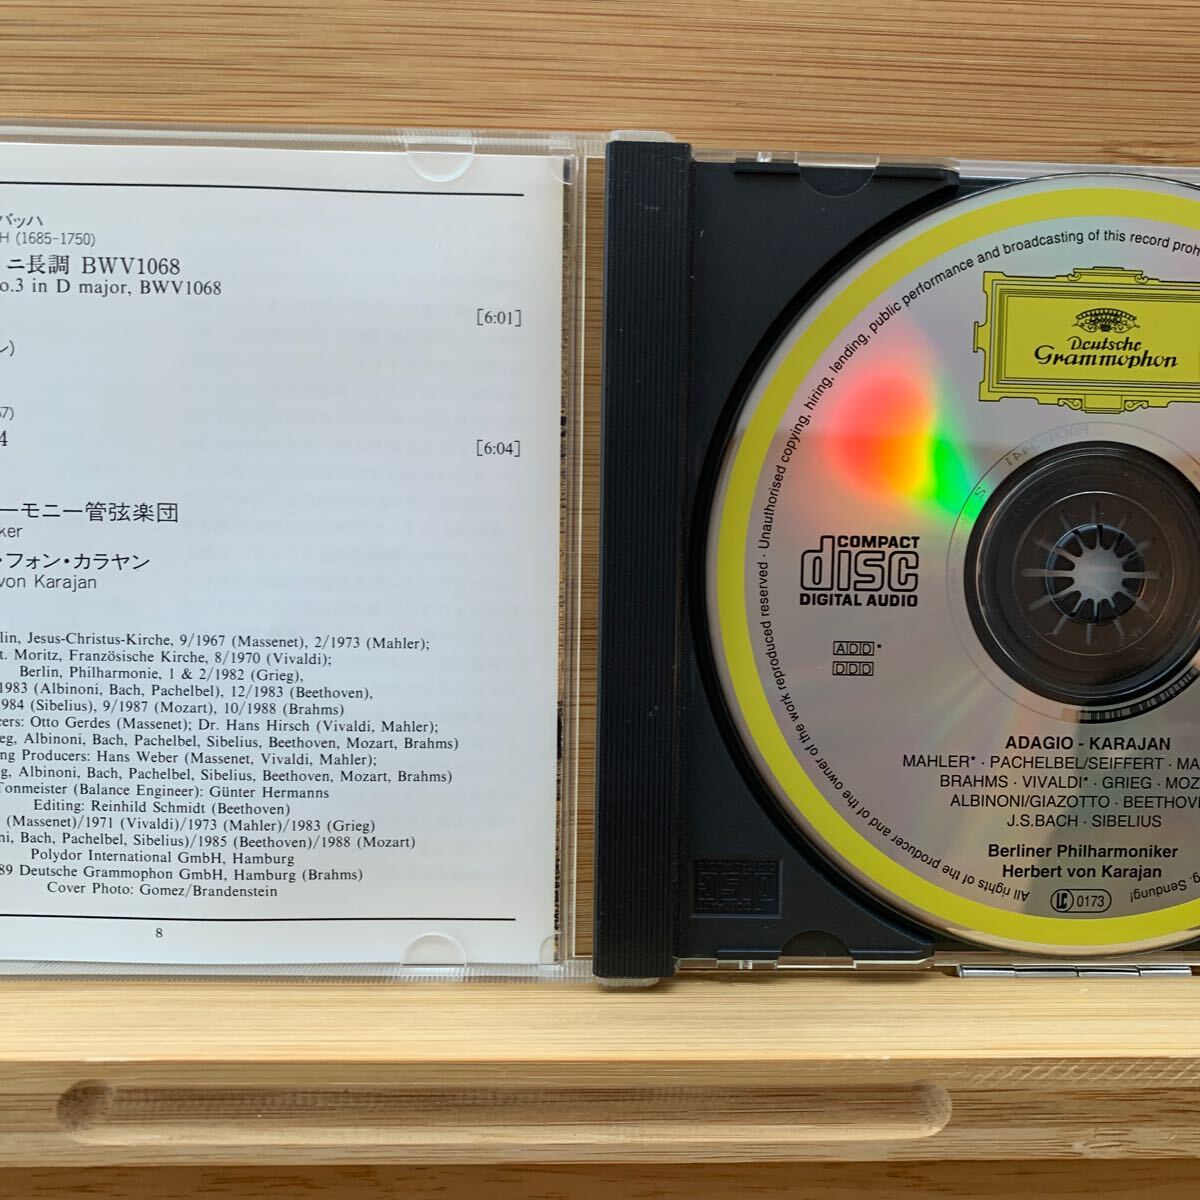 バッハ
H (1685-1750)
ニ長調 BWV1068
o.3 in D major, BWV1068
[6:01]
ン)
67)
4
[6:04]
ーモニー管弦楽団
ker
・フォン・カラヤン
von Karajan
lin, Jesus-Christus-Kirche, 9/1967 (Massenet), 2/1973 (Mahler);
t. Moritz, Französische Kirche, 8/1970 (Vivaldi);
Berlin, Philharmonie, 1 & 2/1982 (Grieg),
1983 (Albinoni, Bach, Pachelbel), 12/1983 (Beethoven),
984 (Sibelius), 9/1987 (Mozart), 10/1988 (Brahms)
cers: Otto Gerdes (Massenet); Dr. Hans Hirsch (Vivaldi, Mahler);
eg, Albinoni, Bach, Pachelbel, Sibelius, Beethoven, Mozart, Brahms)
ng Producers: Hans Weber (Massenet, Vivaldi, Mahler);
g, Albinoni, Bach, Pachelbel, Sibelius, Beethoven, Mozart, Brahms)
Tonmeister (Balance Engineer): Günter Hermanns
Editing: Reinhild Schmidt (Beethoven)
(Massenet)/1971 (Vivaldi)/1973 (Mahler)/1983 (Grieg)
ni, Bach, Pachelbel, Sibelius)/1985 (Beethoven)/1988 (Mozart)
Polydor International GmbH, Hamburg
89 Deutsche Grammophon GmbH, Hamburg (Brahms)
Cover Photo: Gomez/Brandenstein
8
All rights of the producer and of the owner of the work reproduced reserved · Unauthorised copying, hiring, lending, public performance and broadcasting of this record proh
Deutsche
Grammophon
COMPACT
disc
DIGITAL AUDIO
ADD*
DDD
ADAGIO - KARAJAN
MAHLER* · PACHELBEL/SEIFFERT · MA
BRAHMS · VIVALDI* · GRIEG · MOZ
ALBINONI/GIAZOTTO · BEETHOV
J.S.BACH · SIBELIUS
Berliner Philharmoniker
Herbert von Karajan
LC 0173
g. Sendung!